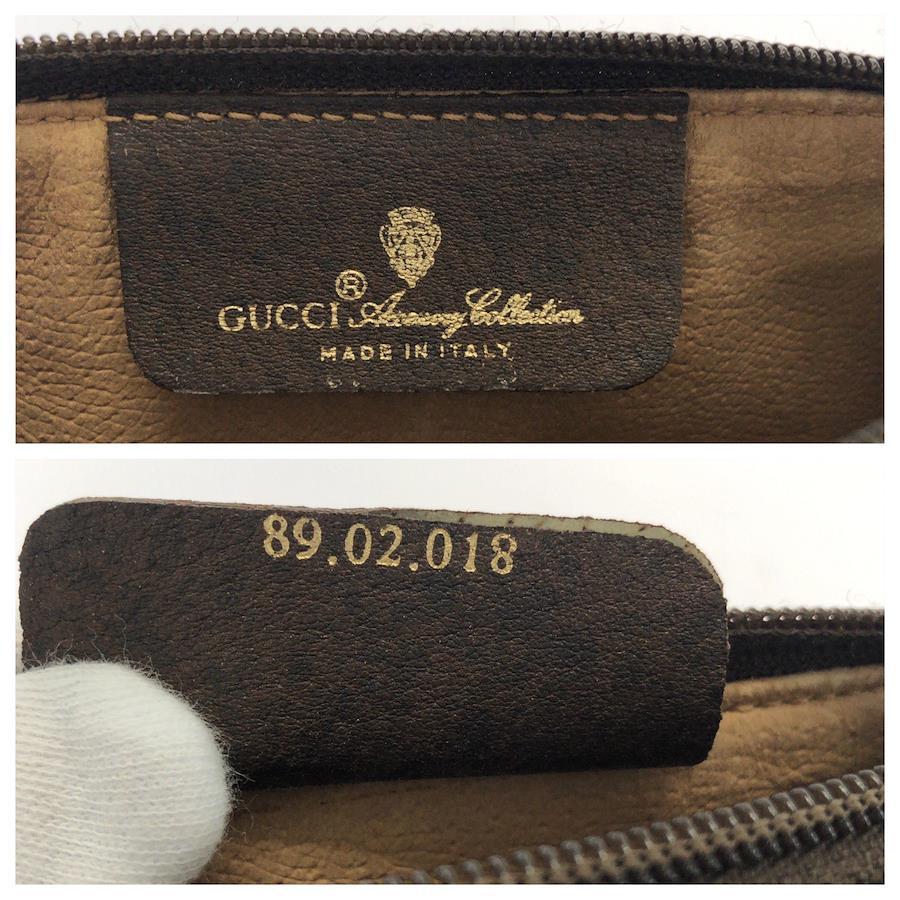 GUCCI® Accessory Collection
MADE IN ITALY
89.02.018